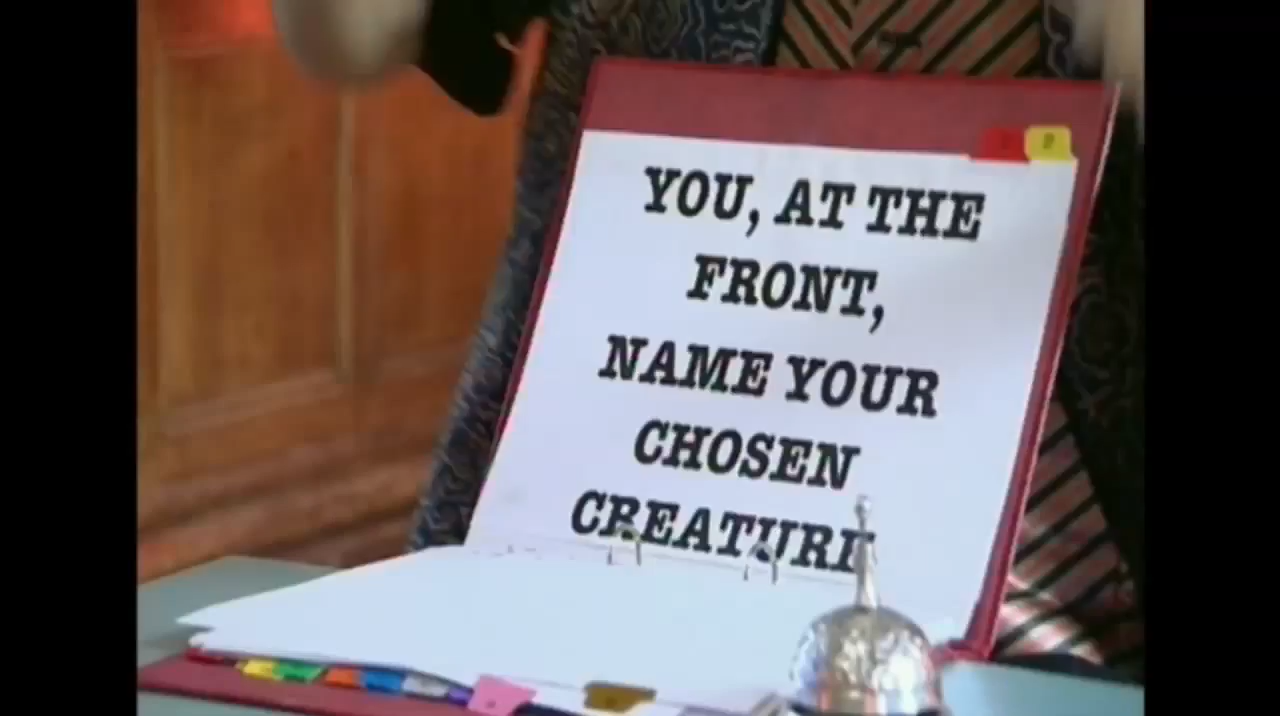 YOU, AT THE
FRONT,
NAME YOUR
CHOSEN
CREATURE